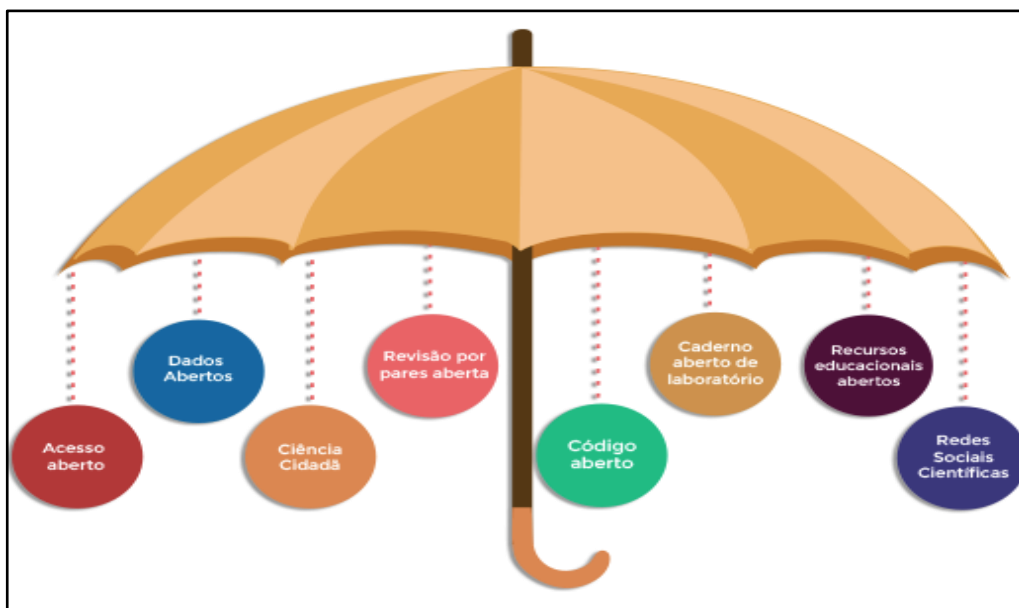 Acesso
aberto
Dados
Abertos
Ciência
Cidadã
Revisão por
pares aberta
Código
aberto
Caderno
aberto de
laboratório
Recursos
educacionais
abertos
Redes
Sociais
Científicas